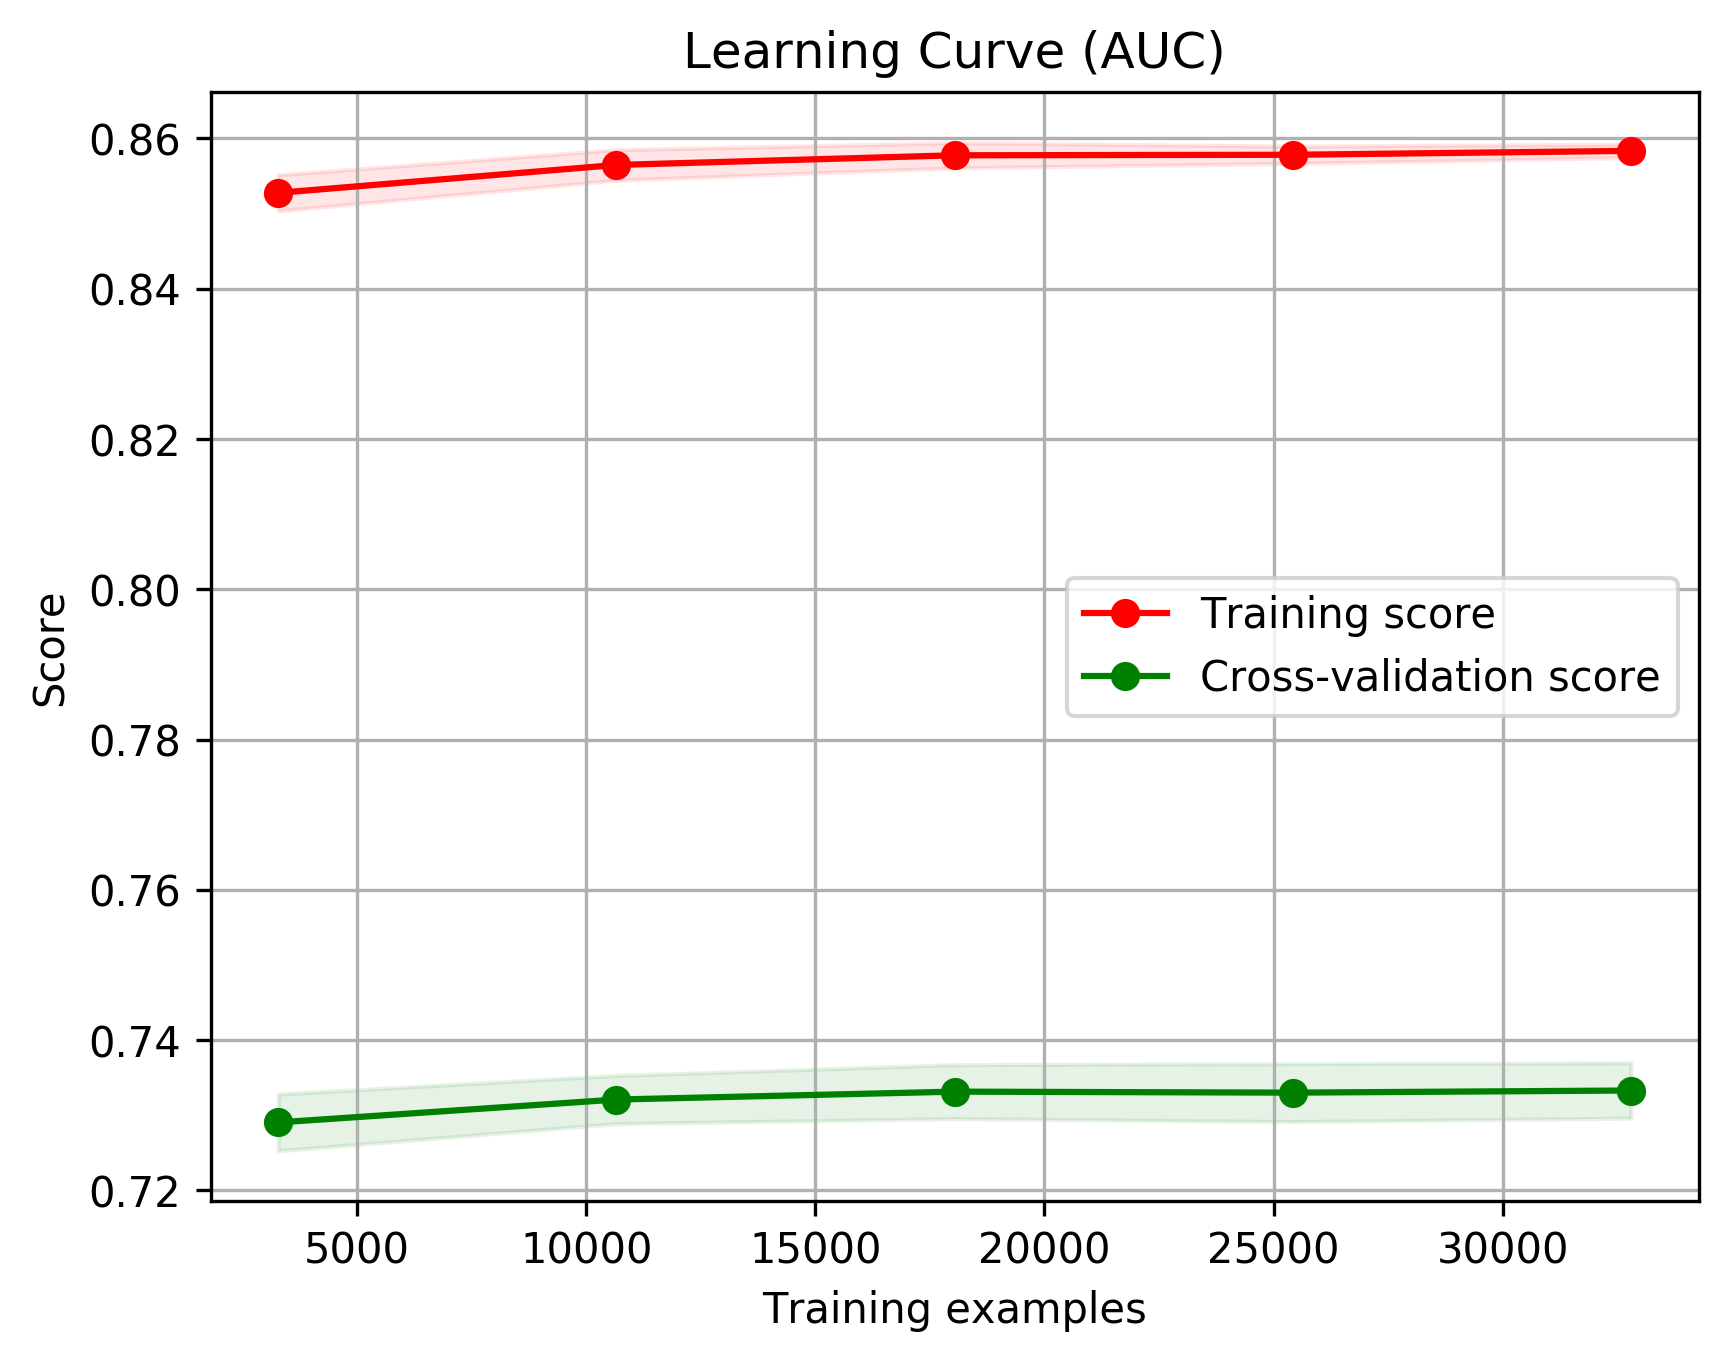 Learning Curve (AUC)
0.86
0.84
0.82
0.80
0.78
0.76
0.74
0.72
Score
Training score
Cross-validation score
5000 10000 15000 20000 25000 30000
Training examples